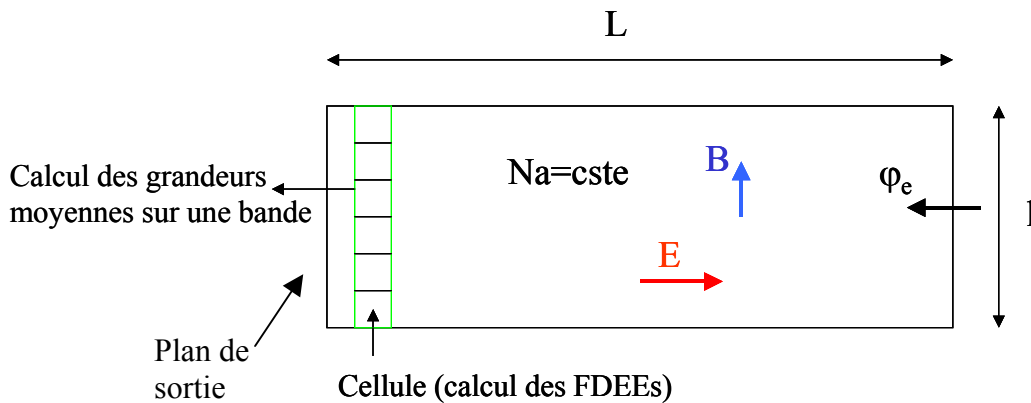 L
Calcul des grandeurs
moyennes sur une bande
Na=cste
B
φe
E
l
Plan de
sortie
Cellule (calcul des FDEEs)